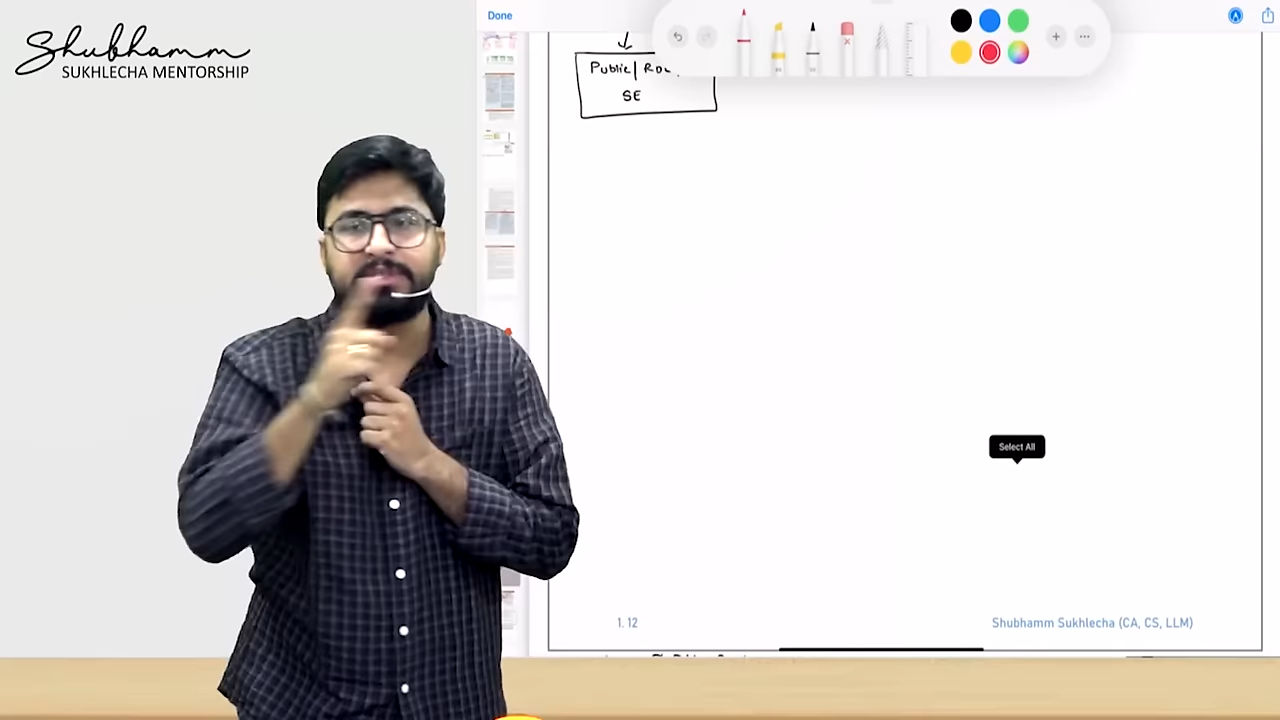 Shubhamm
SUKHLECHA MENTORSHIP
Done
Public/
SE
Select All
1. 12
Shubhamm Sukhlecha (CA, CS, LLM)